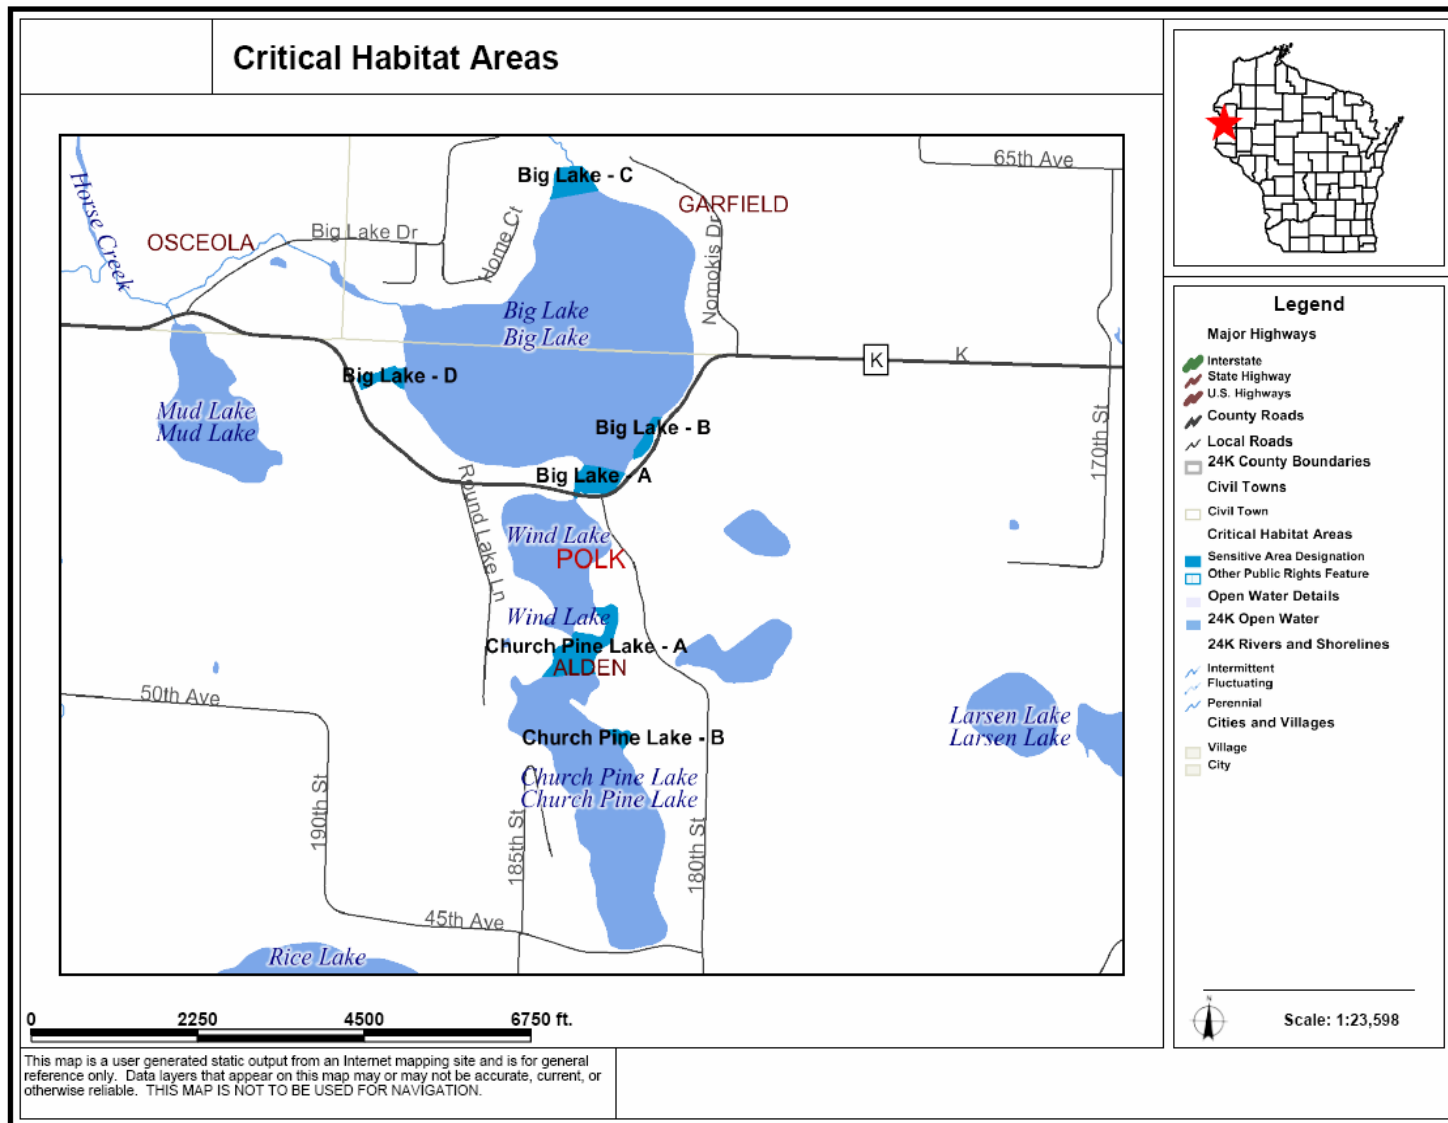 Critical Habitat Areas
65th Ave
Big Lake - C
GARFIELD
Horse Creek
OSCEOLA
Big Lake Dr
Home Ct
Nomokis Dr
Big Lake
Big Lake
K
K
Big Lake - D
Mud Lake
Mud Lake
Big Lake - B
170th St
Big Lake - A
Round Lake Ln
Wind Lake
POLK
Wind Lake
Church Pine Lake - A
ALDEN
50th Ave
Larsen Lake
Larsen Lake
Church Pine Lake - B
Church Pine Lake
Church Pine Lake
190th St
185th St
180th St
45th Ave
Rice Lake
0 2250 4500 6750 ft.
This map is a user generated static output from an Internet mapping site and is for general
reference only. Data layers that appear on this map may or may not be accurate, current, or
otherwise reliable. THIS MAP IS NOT TO BE USED FOR NAVIGATION.
Legend
Major Highways
Interstate
State Highway
U.S. Highways
County Roads
Local Roads
24K County Boundaries
Civil Towns
Civil Town
Critical Habitat Areas
Sensitive Area Designation
Other Public Rights Feature
Open Water Details
24K Open Water
24K Rivers and Shorelines
Intermittent
Fluctuating
Perennial
Cities and Villages
Village
City
N
Scale: 1:23,598